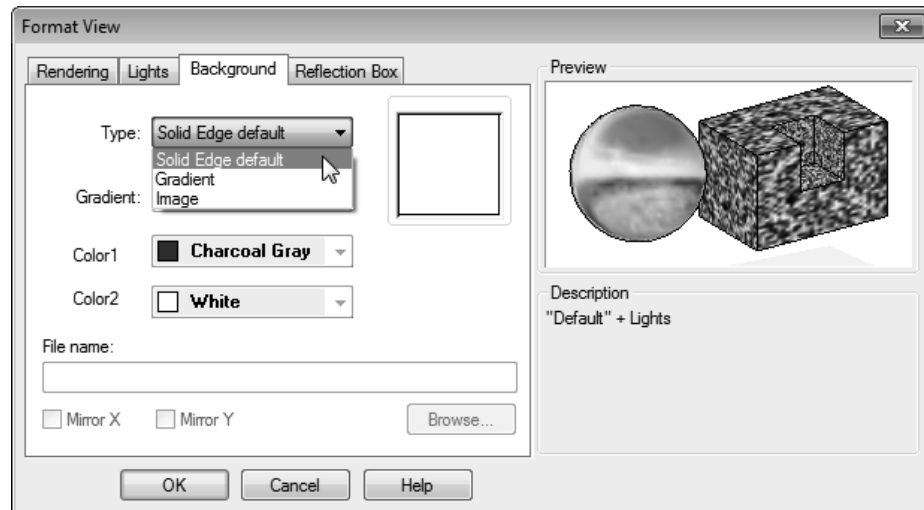 Format View
Rendering Lights Background Reflection Box
Type: Solid Edge default
Solid Edge default
Gradient
Image
Gradient:
Color1 Charcoal Gray
Color2 White
File name:
Mirror X Mirror Y Browse...
OK Cancel Help
Preview
Description
"Default" + Lights